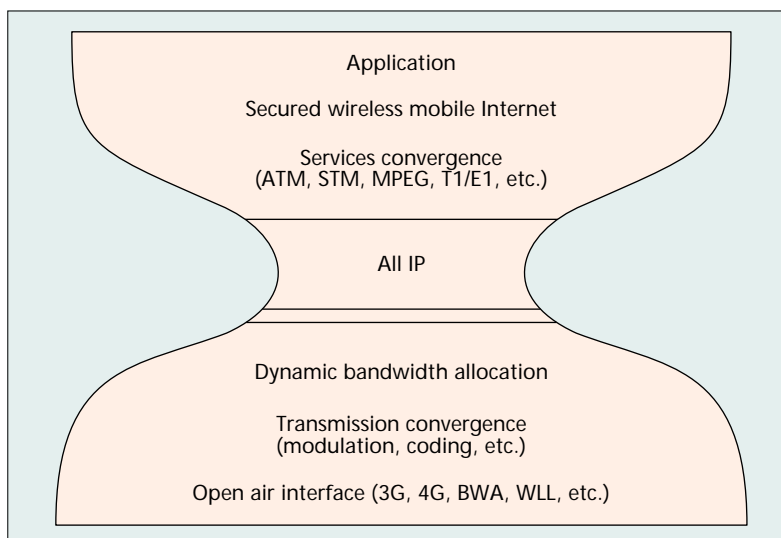 Application
Secured wireless mobile Internet
Services convergence
(ATM, STM, MPEG, T1/E1, etc.)
All IP
Dynamic bandwidth allocation
Transmission convergence
(modulation, coding, etc.)
Open air interface (3G, 4G, BWA, WLL, etc.)